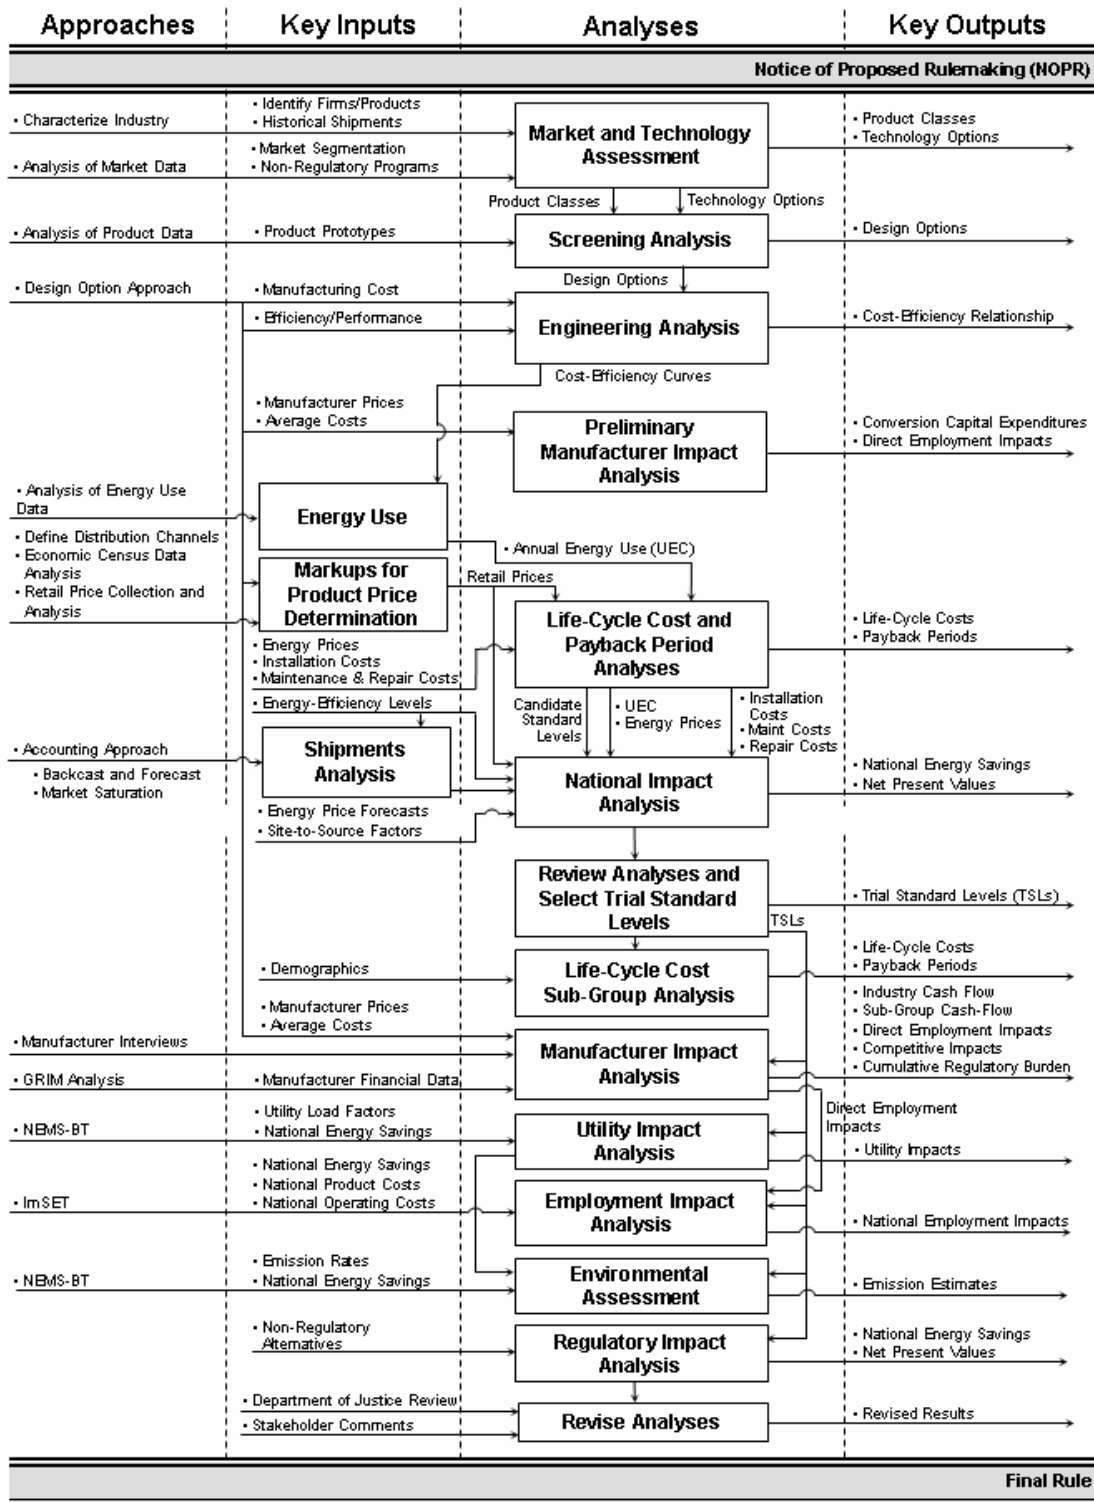 Approaches
Key Inputs
Analyses
Key Outputs
Notice of Proposed Rulemaking (NOPR)
• Characterize Industry
• Identify Firms/Products
• Historical Shipments
• Analysis of Market Data
• Market Segmentation
• Non-Regulatory Programs
Market and Technology
Assessment
• Product Classes
• Technology Options
Product Classes
Technology Options
• Analysis of Product Data
• Product Prototypes
Screening Analysis
• Design Options
Design Options
• Design Option Approach
• Manufacturing Cost
• Efficiency/Performance
Engineering Analysis
• Cost-Efficiency Relationship
Cost-Efficiency Curves
• Manufacturer Prices
• Average Costs
Preliminary
Manufacturer Impact
Analysis
• Conversion Capital Expenditures
• Direct Employment Impacts
• Analysis of Energy Use
Data
Energy Use
• Annual Energy Use (UEC)
• Define Distribution Channels
• Economic Census Data
Analysis
• Retail Price Collection and
Analysis
Markups for
Product Price
Determination
Retail Prices
• Energy Prices
• Installation Costs
• Maintenance & Repair Costs
Life-Cycle Cost and
Payback Period
Analyses
• Life-Cycle Costs
• Payback Periods
• Energy-Efficiency Levels
Candidate
Standard
Levels
• UEC
• Energy Prices
• Installation
Costs
• Maint Costs
• Repair Costs
• Accounting Approach
• Backcast and Forecast
• Market Saturation
Shipments
Analysis
• Energy Price Forecasts
• Site-to-Source Factors
National Impact
Analysis
• National Energy Savings
• Net Present Values
Review Analyses and
Select Trial Standard
Levels
• Trial Standard Levels (TSLs)
TSLs
• Demographics
Life-Cycle Cost
Sub-Group Analysis
• Life-Cycle Costs
• Payback Periods
• Manufacturer Prices
• Average Costs
• Manufacturer Interviews
• GRIM Analysis
• Manufacturer Financial Data
Manufacturer Impact
Analysis
• Industry Cash Flow
• Sub-Group Cash-Flow
• Direct Employment Impacts
• Competitive Impacts
• Cumulative Regulatory Burden
Direct Employment
Impacts
• NEMS-BT
• Utility Load Factors
• National Energy Savings
Utility Impact
Analysis
• Utility Impacts
• ImSET
• National Energy Savings
• National Product Costs
• National Operating Costs
Employment Impact
Analysis
• National Employment Impacts
• NEMS-BT
• Emission Rates
• National Energy Savings
Environmental
Assessment
• Emission Estimates
• Non-Regulatory
Alternatives
Regulatory Impact
Analysis
• National Energy Savings
• Net Present Values
• Department of Justice Review
• Stakeholder Comments
Revise Analyses
• Revised Results
Final Rule